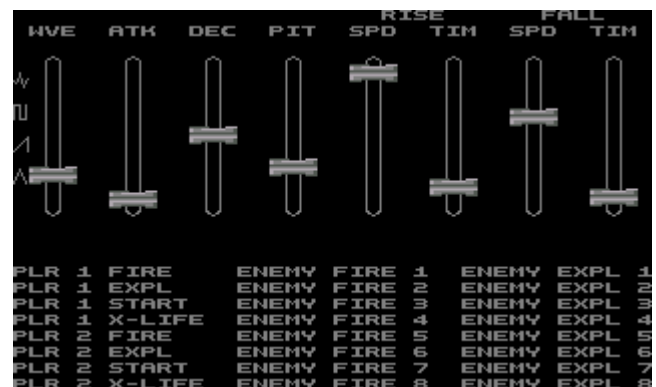 RISE FALL
WVE ATK DEC PIT SPD TIM SPD TIM
PLR 1 FIRE ENEMY FIRE 1 ENEMY EXPL 1
PLR 1 EXPL ENEMY FIRE 2 ENEMY EXPL 2
PLR 1 START ENEMY FIRE 3 ENEMY EXPL 3
PLR 1 X-LIFE ENEMY FIRE 4 ENEMY EXPL 4
PLR 2 FIRE ENEMY FIRE 5 ENEMY EXPL 5
PLR 2 EXPL ENEMY FIRE 6 ENEMY EXPL 6
PLR 2 START ENEMY FIRE 7 ENEMY EXPL 7
PLR 2 X-LIFE ENEMY FIRE 8 ENEMY EXPL 8